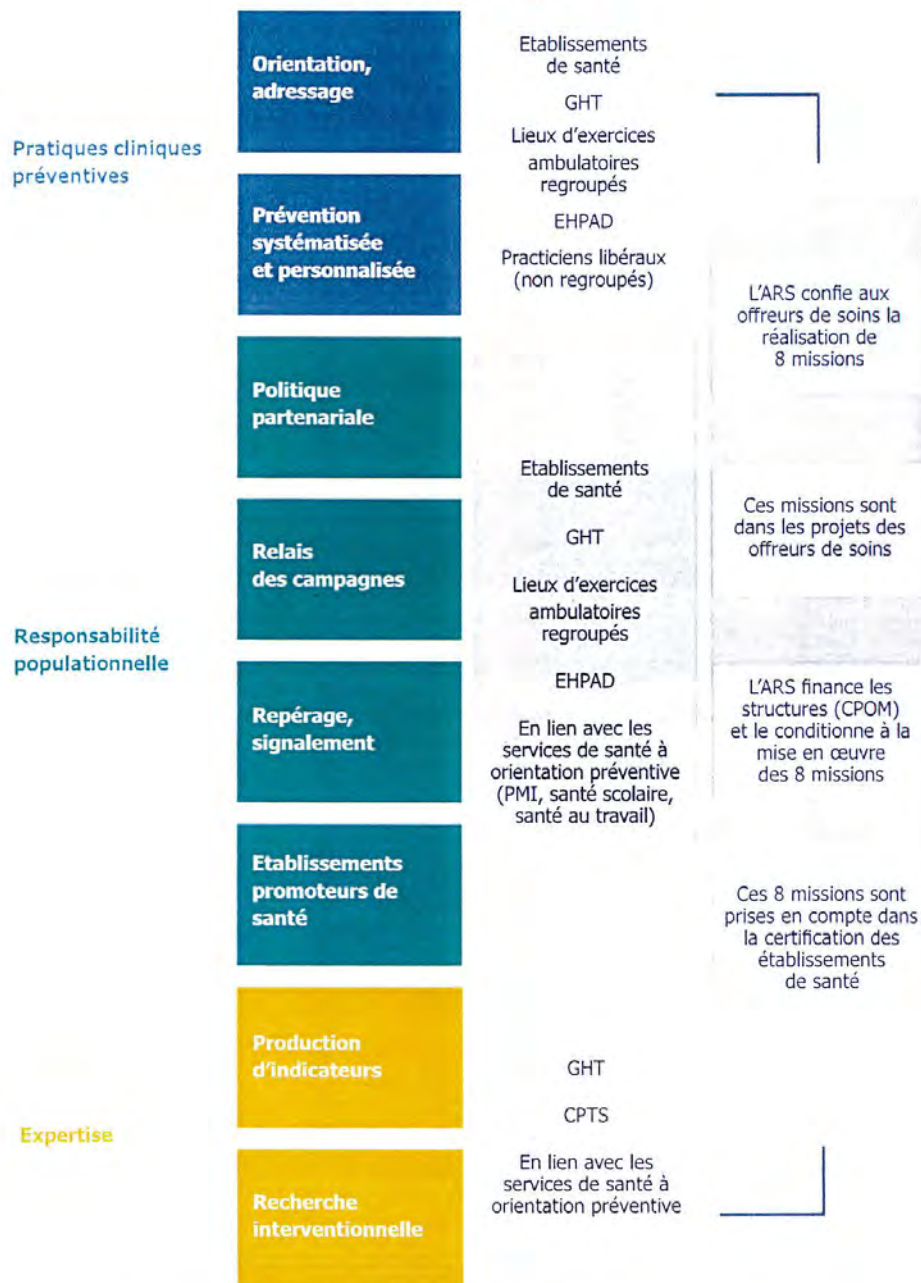 Pratiques cliniques
préventives
Orientation,
adressage
Prévention
systématisée
et personnalisée
Etablissements
de santé
GHT
Lieux d'exercices
ambulatoires
regroupés
EHPAD
Practiciens libéraux
(non regroupés)
Responsabilité
populationnelle
Politique
partenariale
Relais
des campagnes
Repérage,
signalement
Etablissements
promoteurs de
santé
Etablissements
de santé
GHT
Lieux d'exercices
ambulatoires
regroupés
EHPAD
En lien avec les
services de santé à
orientation préventive
(PMI, santé scolaire,
santé au travail)
Expertise
Production
d'indicateurs
Recherche
interventionnelle
GHT
CPTS
En lien avec les
services de santé à
orientation préventive
L'ARS confie aux
offreurs de soins la
réalisation de
8 missions
Ces missions sont
dans les projets des
offreurs de soins
L'ARS finance les
structures (CPOM)
et le conditionne à la
mise en œuvre
des 8 missions
Ces 8 missions sont
prises en compte dans
la certification des
établissements
de santé